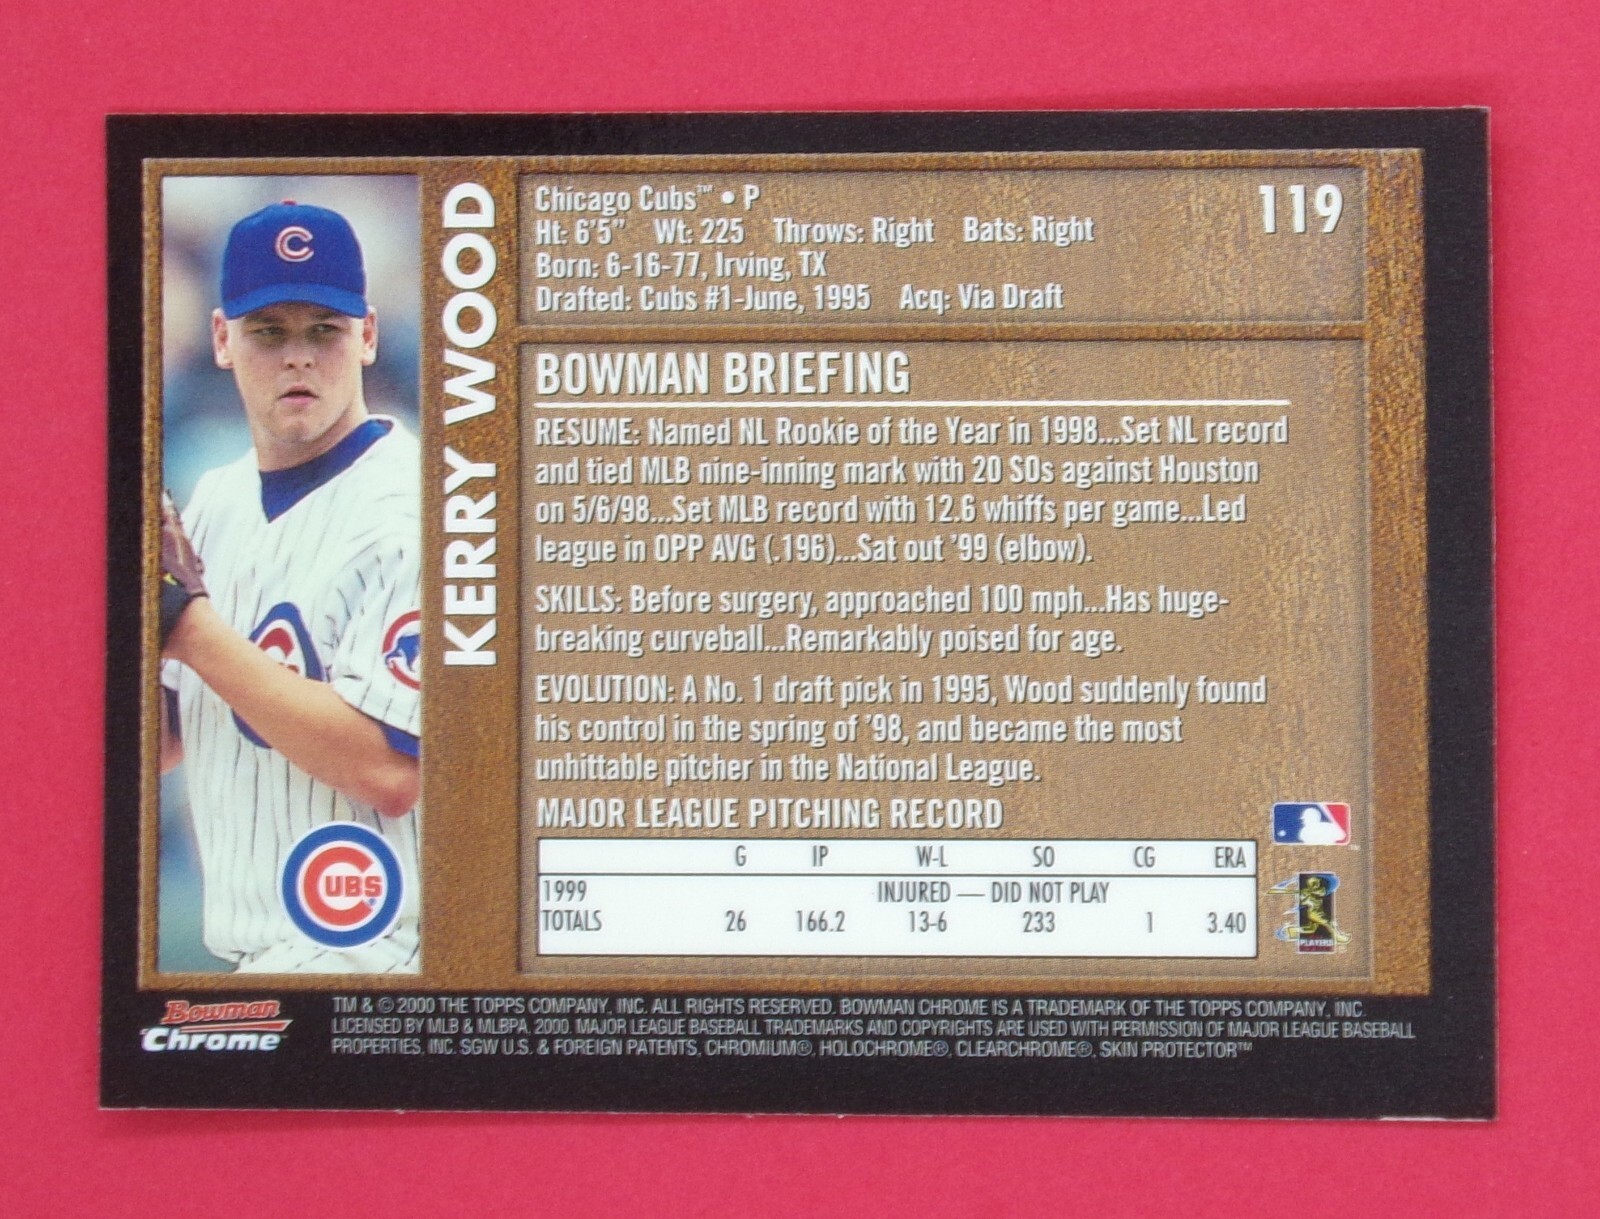 C
KERRY WOOD
CUBS
Chicago Cubs™ • P
119
Ht: 6'5" Wt: 225 Throws: Right Bats: Right
Born: 6-16-77, Irving, TX
Drafted: Cubs #1-June, 1995 Acq: Via Draft
BOWMAN BRIEFING
RESUME: Named NL Rookie of the Year in 1998...Set NL record
and tied MLB nine-inning mark with 20 SOs against Houston
on 5/6/98...Set MLB record with 12.6 whiffs per game...Led
league in OPP AVG (.196)...Sat out '99 (elbow).
SKILLS: Before surgery, approached 100 mph...Has huge-
breaking curveball...Remarkably poised for age.
EVOLUTION: A No. 1 draft pick in 1995, Wood suddenly found
his control in the spring of '98, and became the most
unhittable pitcher in the National League.
MAJOR LEAGUE PITCHING RECORD
G IP W-L SO CG ERA
1999 INJURED — DID NOT PLAY
TOTALS 26 166.2 13-6 233 1 3.40
PLAYERS
Bowman
Chrome
TM & © 2000 THE TOPPS COMPANY, INC. ALL RIGHTS RESERVED. BOWMAN CHROME IS A TRADEMARK OF THE TOPPS COMPANY, INC.
LICENSED BY MLB & MLBPA 2000. MAJOR LEAGUE BASEBALL TRADEMARKS AND COPYRIGHTS ARE USED WITH PERMISSION OF MAJOR LEAGUE BASEBALL
PROPERTIES, INC. SGW U.S. & FOREIGN PATENTS, CHROMIUM®, HOLOCHROME®, CLEARCHROME®, SKIN PROTECTOR™